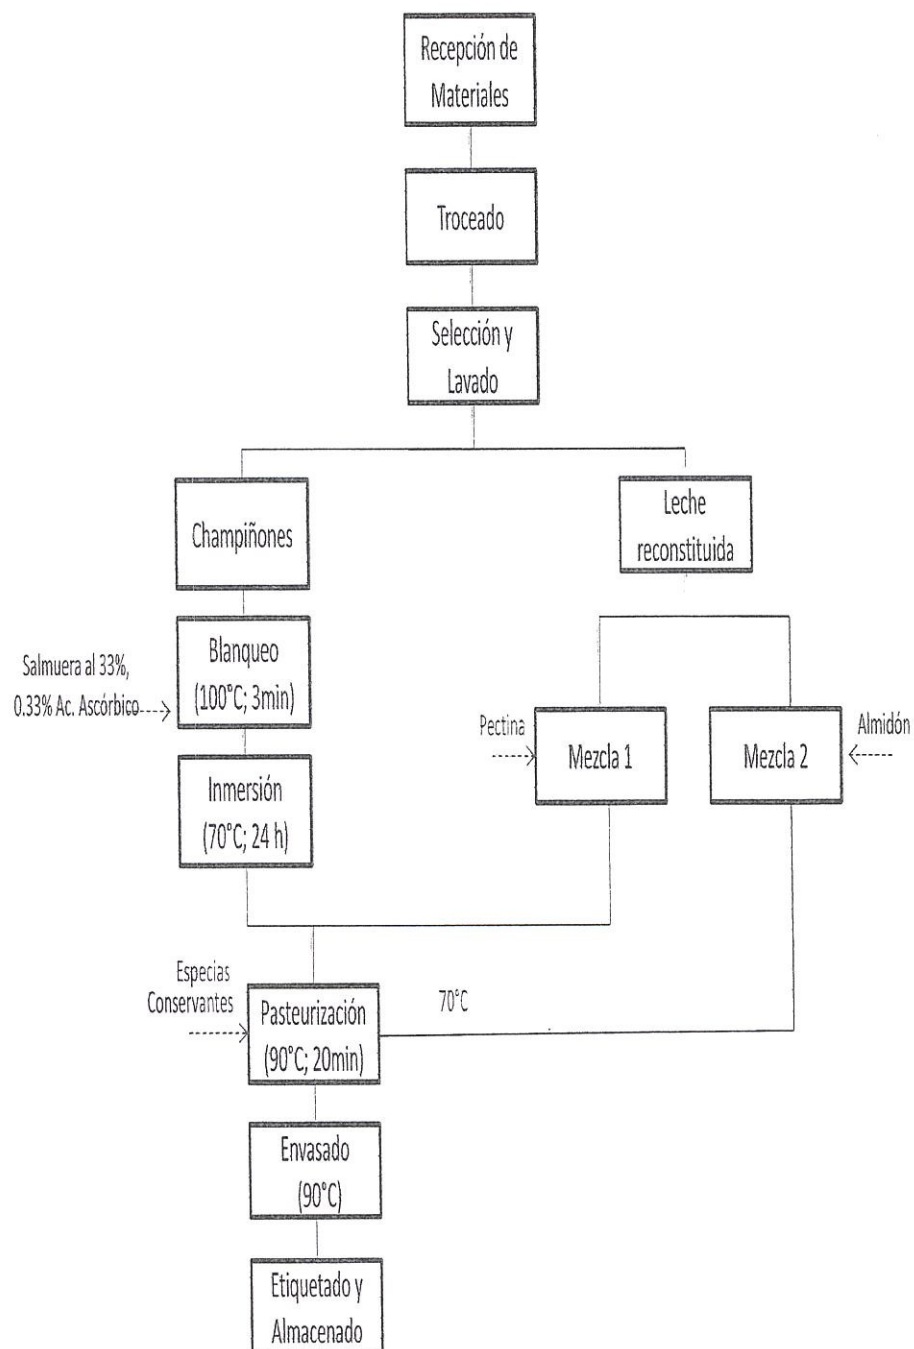 Recepción de
Materiales
Troceado
Selección y
Lavado
Champiñones
Leche
reconstituida
Salmuera al 33%,
0.33% Ac. Ascórbico
Blanqueo
(100°C; 3min)
Pectina
Mezcla 1
Mezcla 2
Almidón
Inmersión
(70°C; 24 h)
Especias
Conservantes
Pasteurización
(90°C; 20min)
70°C
Envasado
(90°C)
Etiquetado y
Almacenado